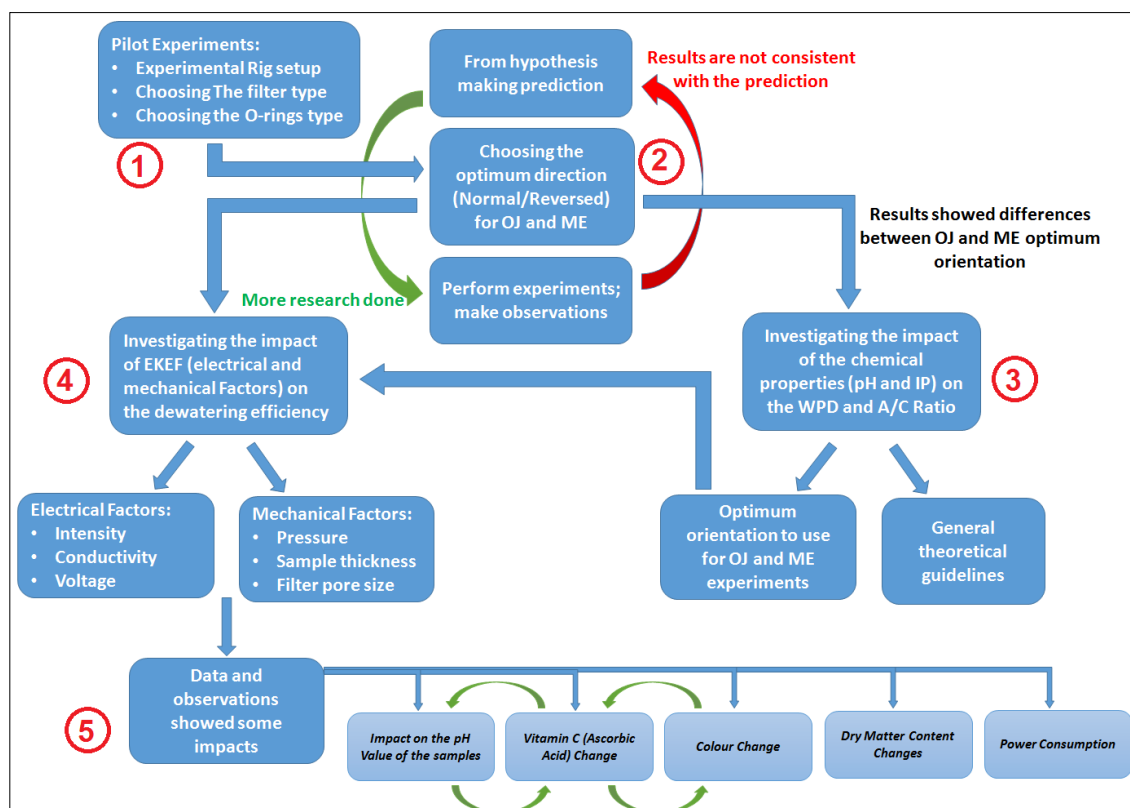 Pilot Experiments:
• Experimental Rig setup
• Choosing The filter type
• Choosing the O-rings type
1
From hypothesis
making prediction
Results are not consistent
with the prediction
Choosing the
optimum direction
(Normal/Reversed)
for OJ and ME
2
Results showed differences
between OJ and ME optimum
orientation
Perform experiments;
make observations
More research done
Investigating the impact
of EKEF (electrical and
mechanical Factors) on
the dewatering efficiency
4
Investigating the impact
of the chemical
properties (pH and IP) on
the WPD and A/C Ratio
3
Electrical Factors:
• Intensity
• Conductivity
• Voltage
Mechanical Factors:
• Pressure
• Sample thickness
• Filter pore size
Optimum
orientation to use
for OJ and ME
experiments
General
theoretical
guidelines
Data and
observations
showed some
impacts
5
Impact on the pH
Value of the samples
Vitamin C (Ascorbic
Acid) Change
Colour Change
Dry Matter Content
Changes
Power Consumption